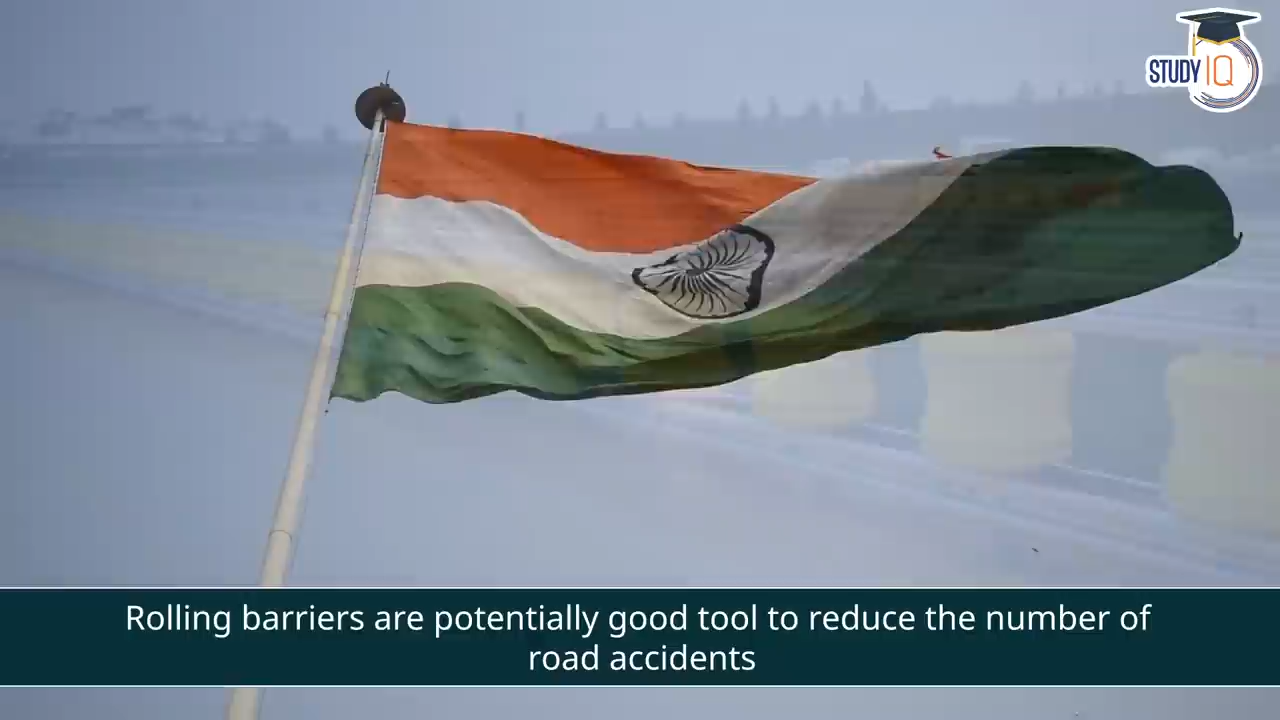 STUDY IQ
Rolling barriers are potentially good tool to reduce the number of
road accidents